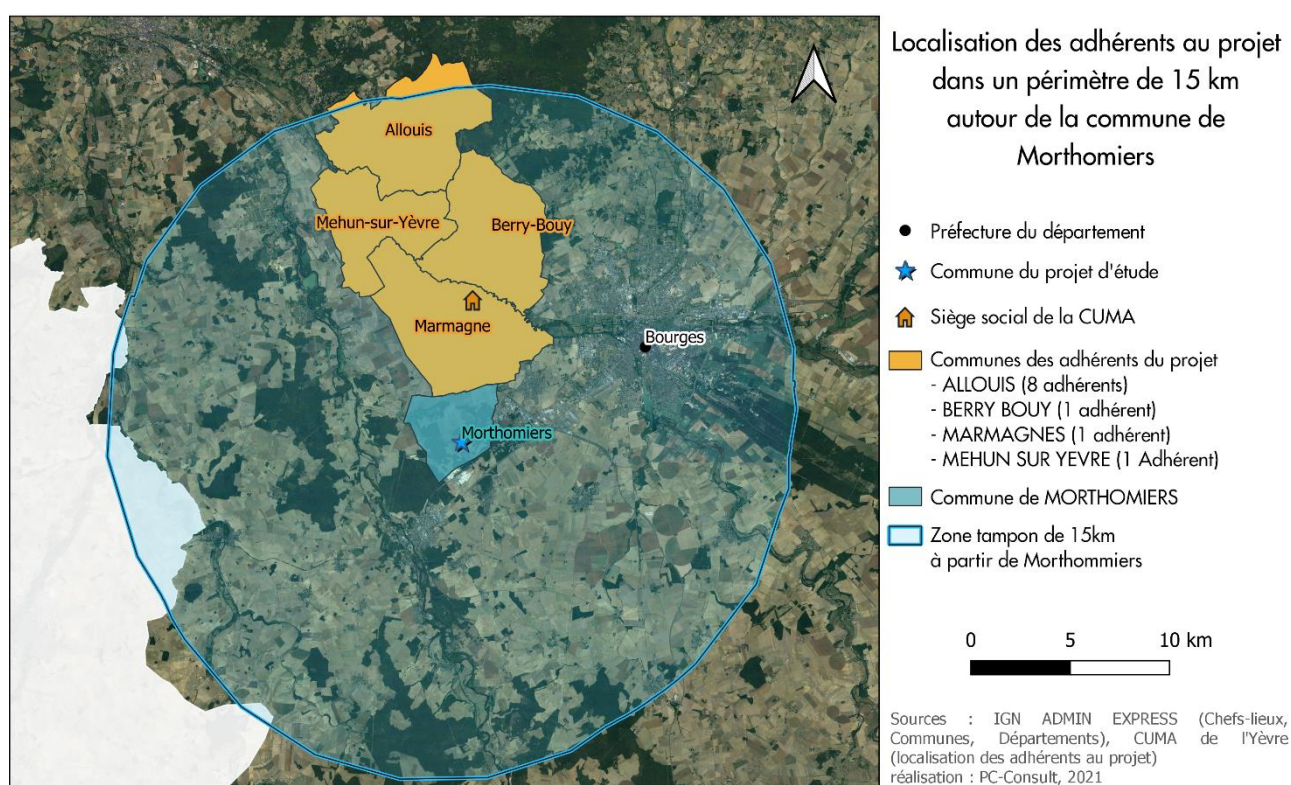 Localisation des adhérents au projet
dans un périmètre de 15 km
autour de la commune de
Morthomiers
Allouis
Mehun-sur-Yèvre
Berry-Bouy
Marmagne
Bourges
Morthomiers
Préfecture du département
Commune du projet d'étude
Siège social de la CUMA
Communes des adhérents du projet
- ALLOUIS (8 adhérents)
- BERRY BOUY (1 adhérent)
- MARMAGNES (1 adhérent)
- MEHUN SUR YEVRE (1 Adhérent)
Commune de MORTHOMIERS
Zone tampon de 15km
à partir de Morthommiers
0 5 10 km
Sources : IGN ADMIN EXPRESS (Chefs-lieux,
Communes, Départements), CUMA de l'Yèvre
(localisation des adhérents au projet)
réalisation : PC-Consult, 2021